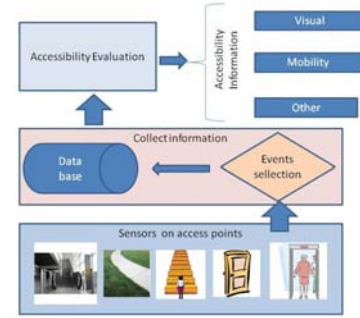 Visual
Accessibility Evaluation
Accessibility
Information
Mobility
Other
Collect information
Data
base
Events
sellection
Sensors on access points